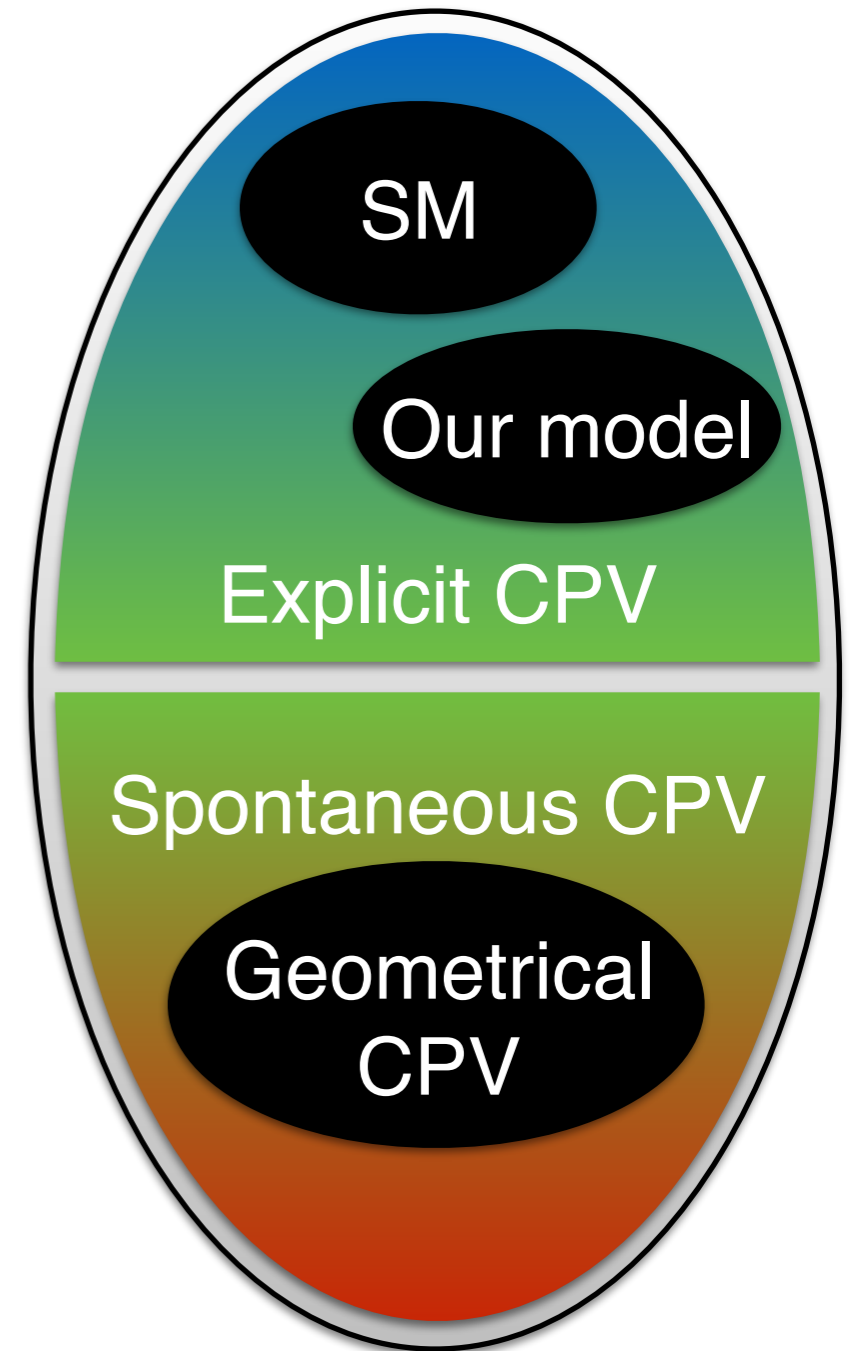 SM
Our model
Explicit CPV
Spontaneous CPV
Geometrical
CPV